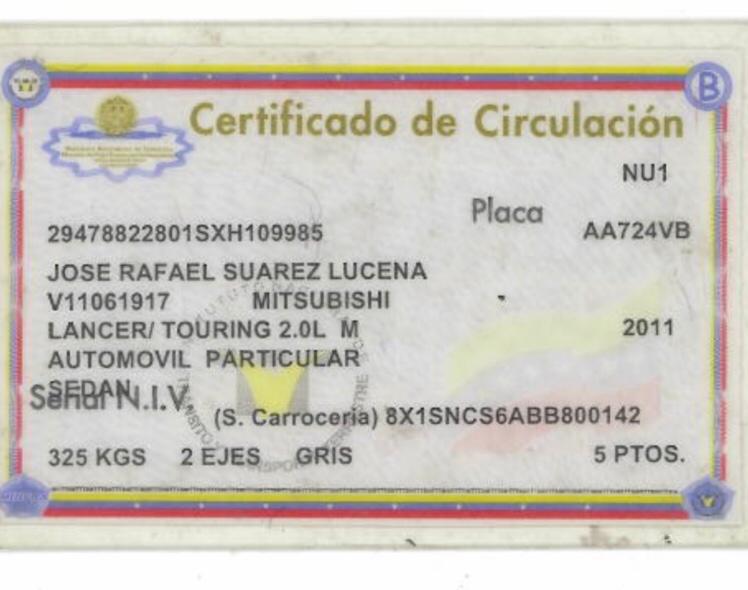 Certificado de Circulación
NU1
Placa
29478822801SXH109985 AA724VB
JOSE RAFAEL SUAREZ LUCENA
V11061917 MITSUBISHI
LANCER/ TOURING 2.0L M 2011
AUTOMOVIL PARTICULAR
SEDAN
Serial N.I.V. (S. Carroceria) 8X1SNCS6ABB800142
325 KGS 2 EJES GRIS 5 PTOS.
B